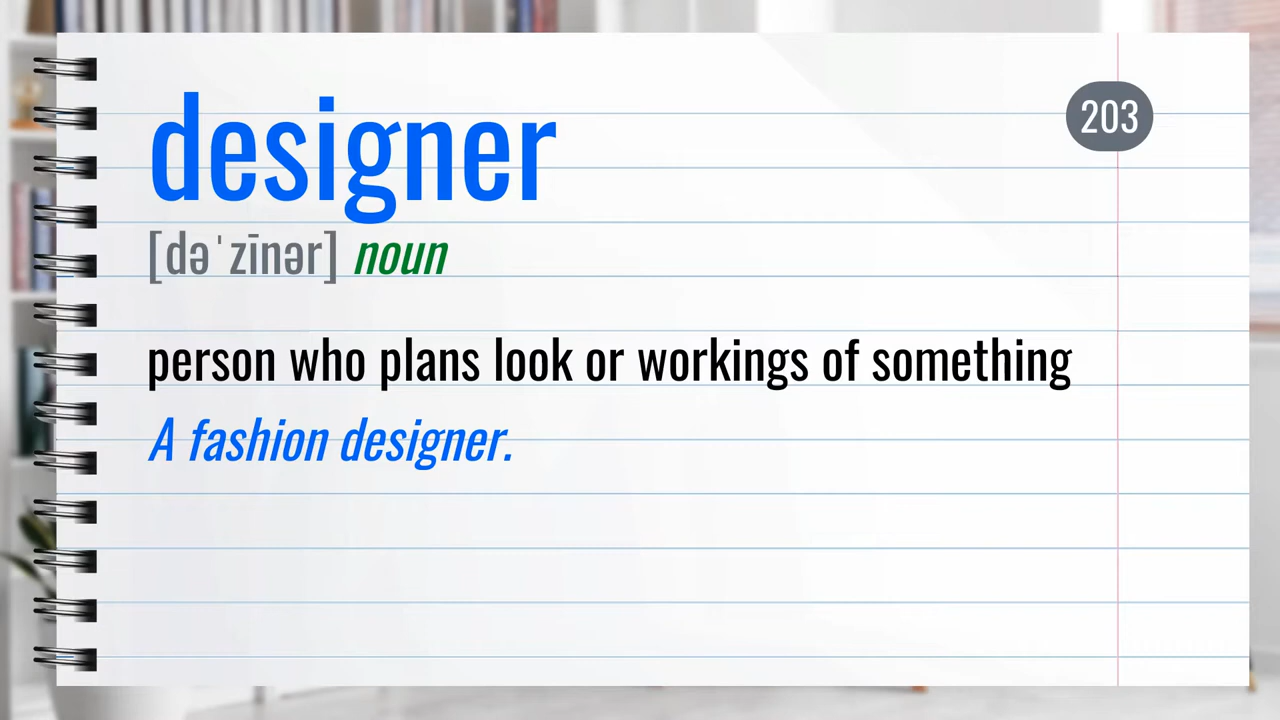 designer
203
[dəˈzīnər] noun
person who plans look or workings of something
A fashion designer.